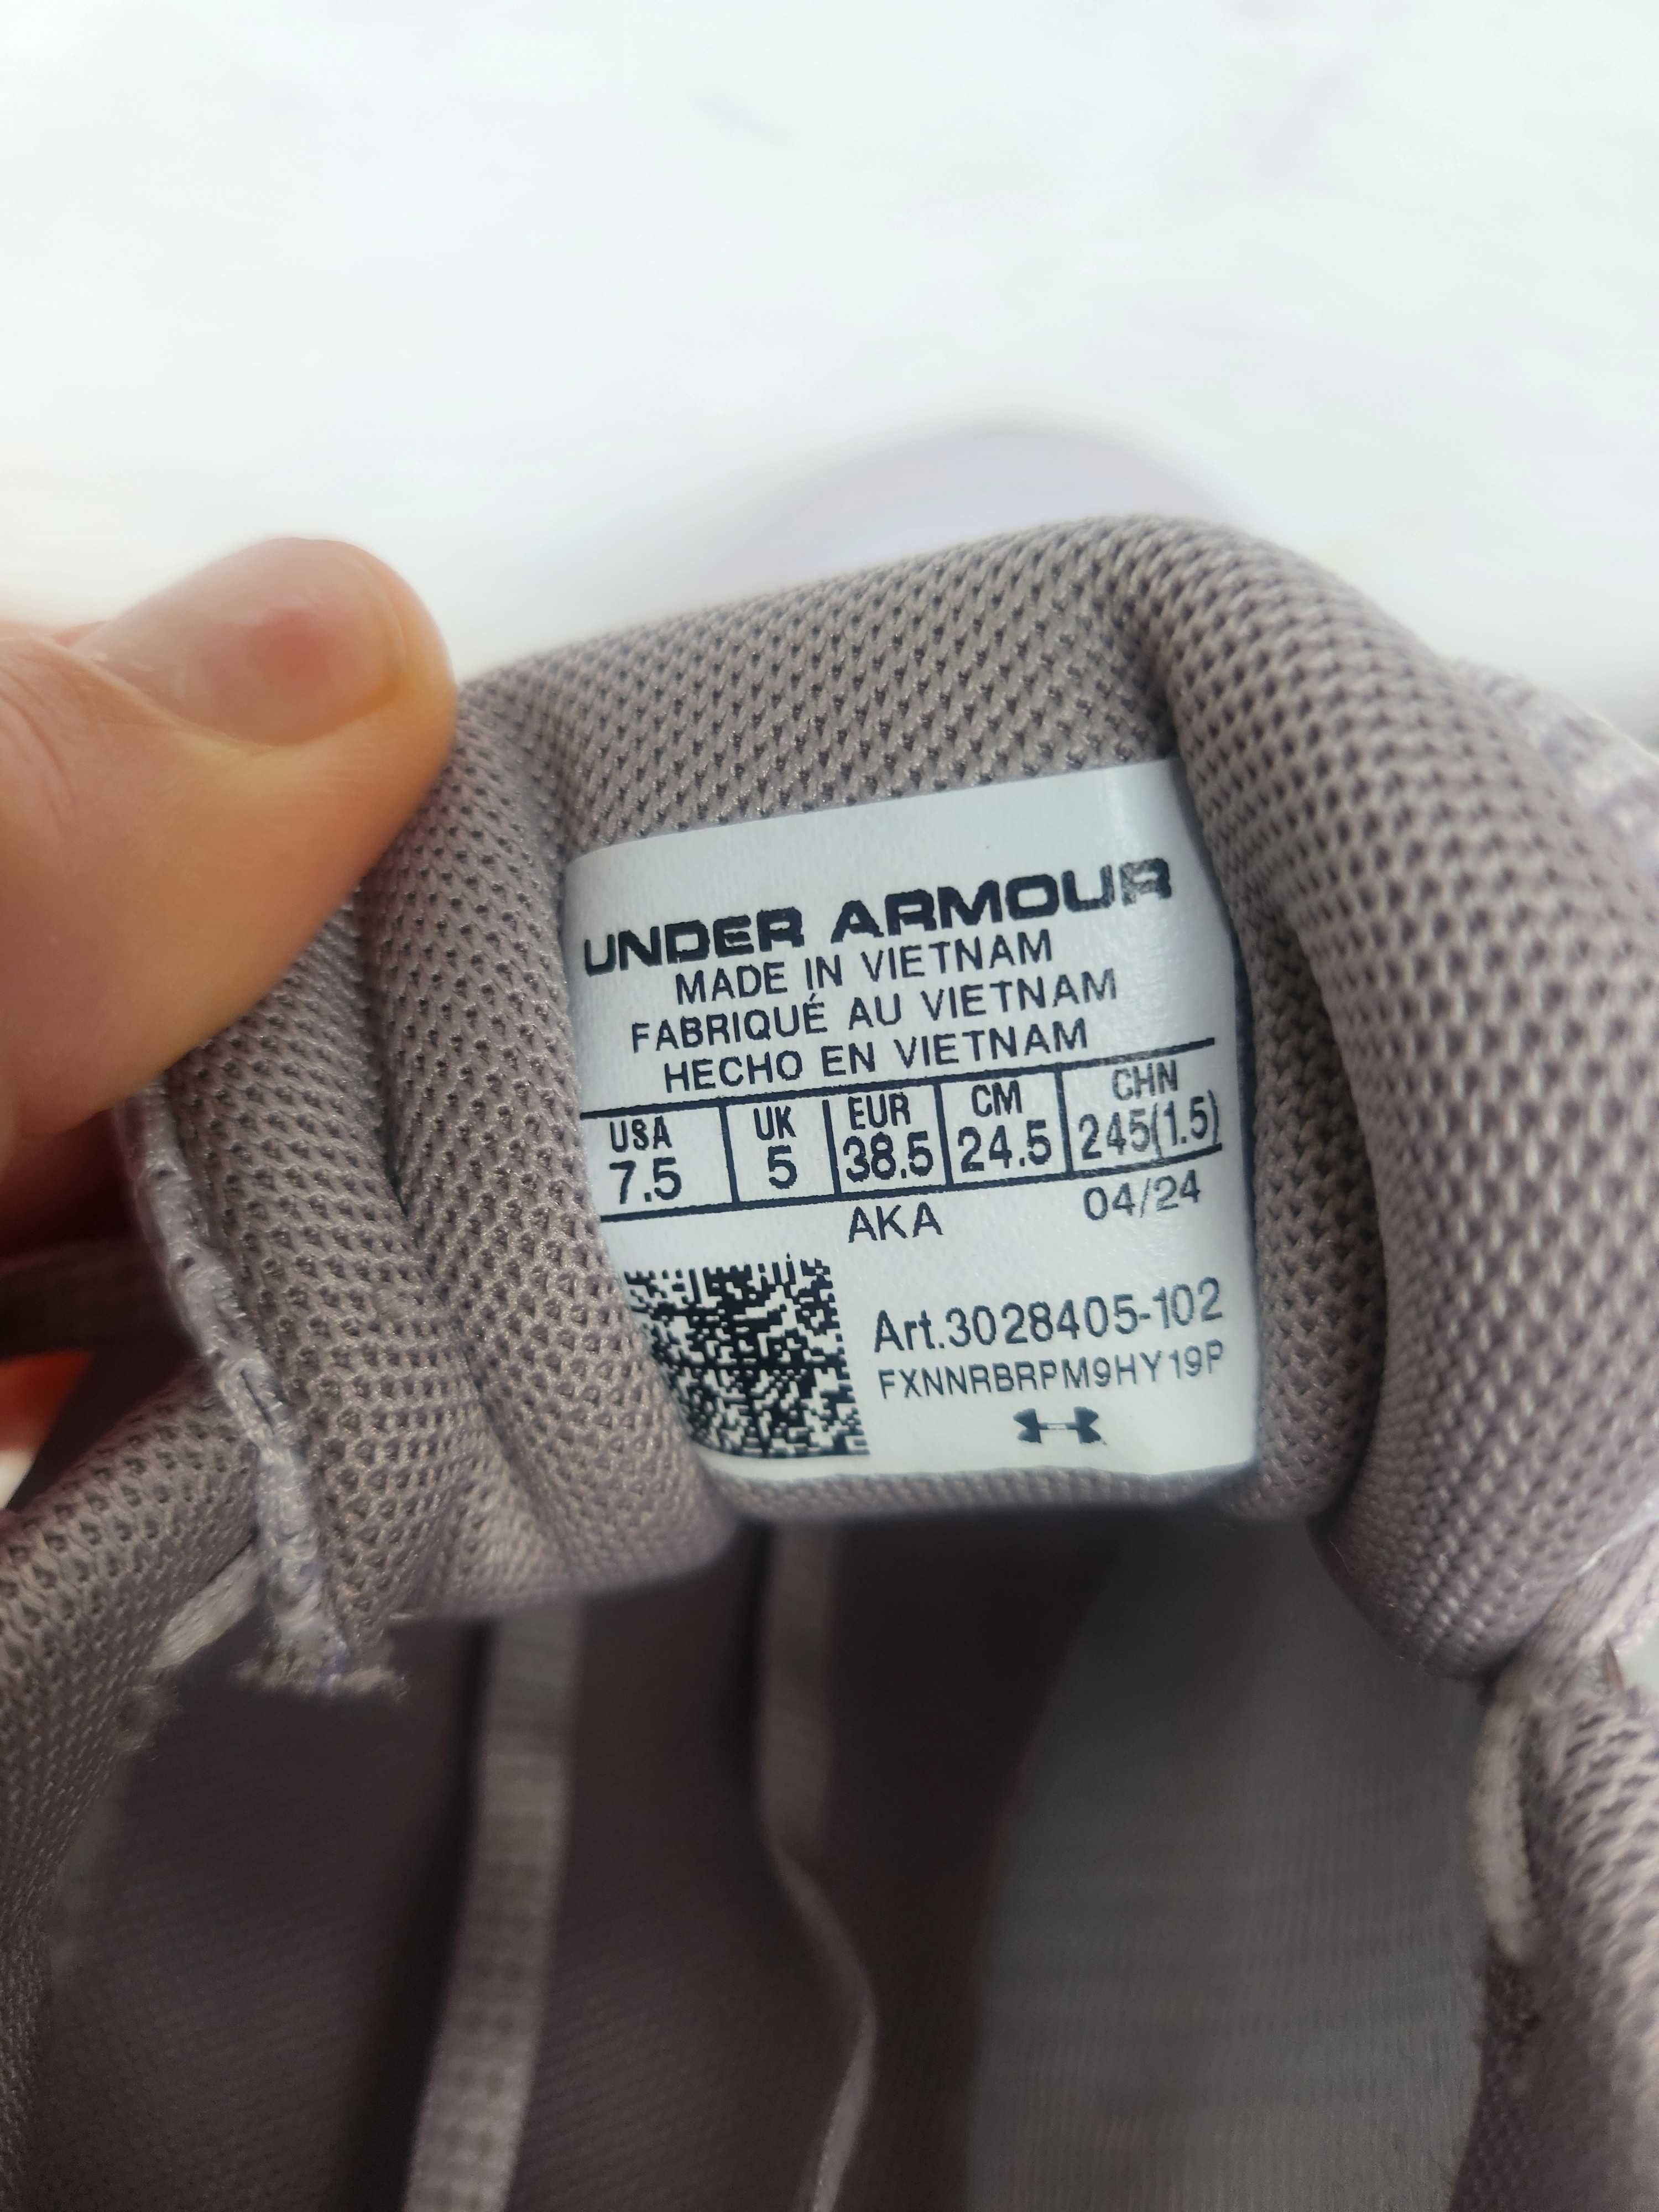 UNDER ARMOUR
MADE IN VIETNAM
FABRIQUÉ AU VIETNAM
HECHO EN VIETNAM
USA UK EUR CM CHN
7.5 5 38.5 24.5 245(1.5)
AKA 04/24
Art.3028405-102
FXNNRBRPM9HY19P